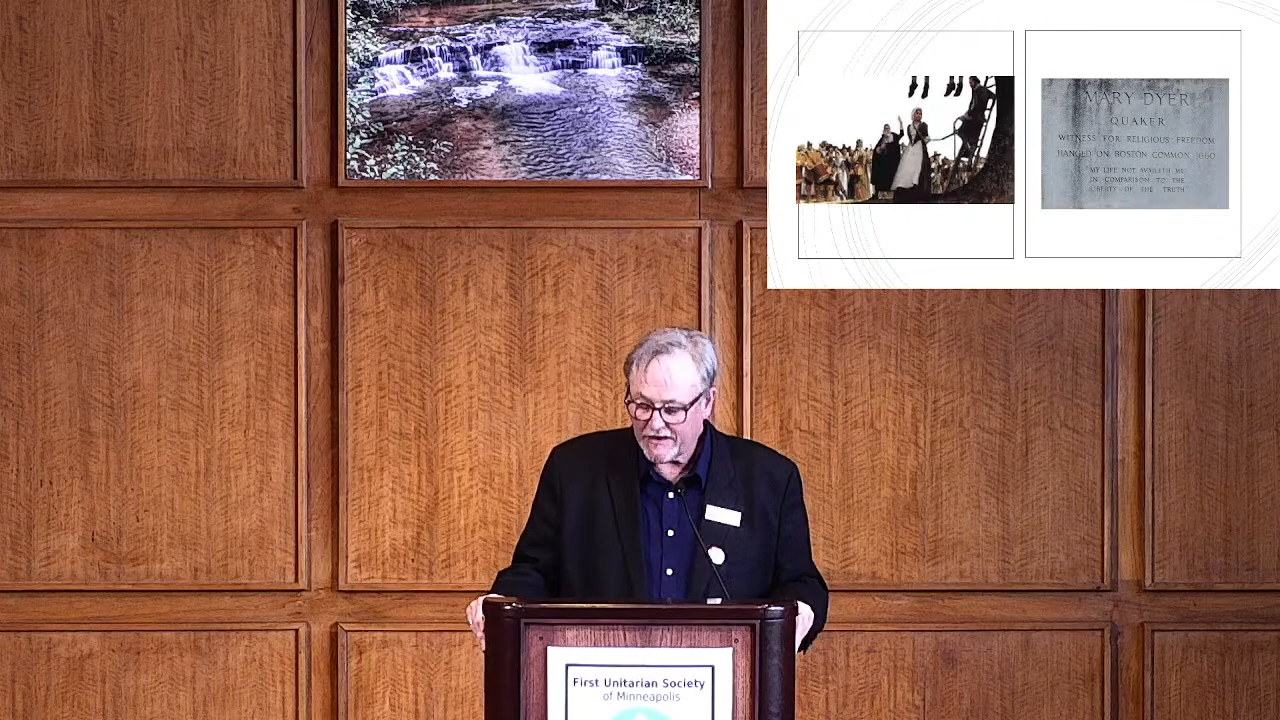 MARY DYER
QUAKER
WITNESS FOR RELIGIOUS FREEDOM
HANGED ON BOSTON COMMON 1660
"MY LIFE NOT AVAILETH ME
IN COMPARISON TO THE
LIBERTY OF THE TRUTH"
First Unitarian Society
of Minneapolis